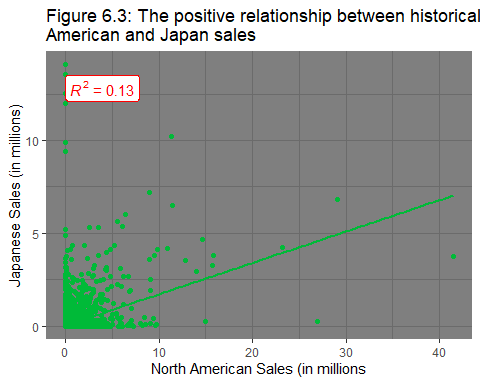 Figure 6.3: The positive relationship between historical
American and Japan sales
R² = 0.13
Japanese Sales (in millions)
10
5
0
0 10 20 30 40
North American Sales (in millions